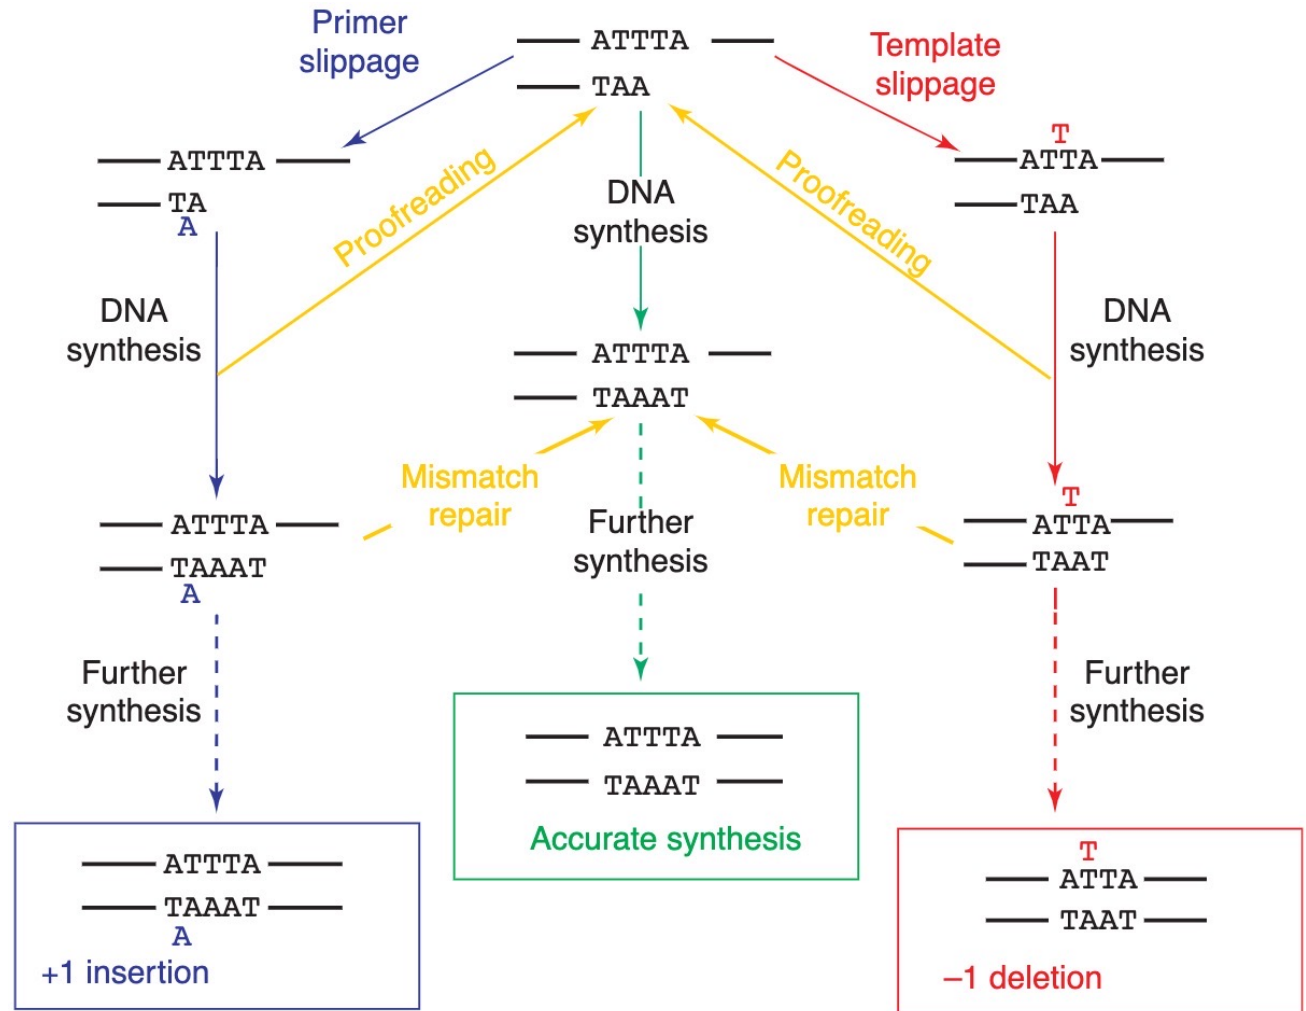 Primer
slippage
ATTTA
TAA
Template
slippage
ATTTA
TA
A
Proofreading
DNA
synthesis
Proofreading
T
ATTA
TAA
DNA
synthesis
DNA
synthesis
ATTTA
TAAAT
Mismatch
repair
Mismatch
repair
ATTTA
TAAAT
A
Further
synthesis
T
ATTA
TAAT
Further
synthesis
Further
synthesis
ATTTA
TAAAT
Accurate synthesis
ATTTA
TAAAT
A
+1 insertion
T
ATTA
TAAT
–1 deletion